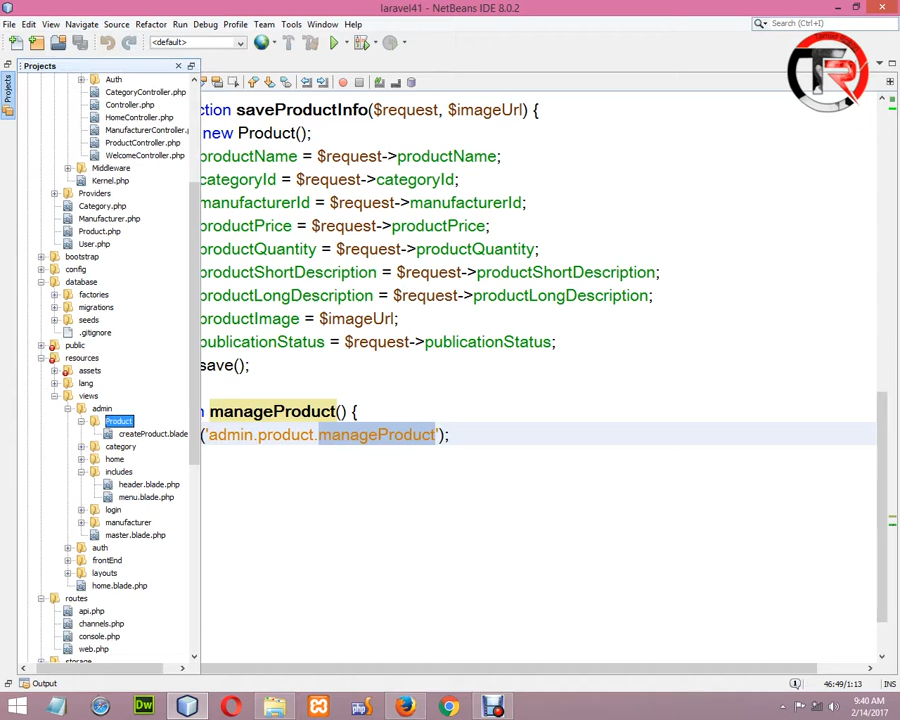 laravel41 - NetBeans IDE 8.0.2
File Edit View Navigate Source Refactor Run Debug Profile Team Tools Window Help
Search (Ctrl+I)
<default>
Projects
Projects
Auth
CategoryController.php
Controller.php
HomeController.php
ManufacturerController.
ProductController.php
WelcomeController.php
Middleware
Kernel.php
Providers
Category.php
Manufacturer.php
Product.php
User.php
bootstrap
config
database
factories
migrations
seeds
.gitignore
public
resources
assets
lang
views
admin
Product
createProduct.blade
category
home
includes
header.blade.php
menu.blade.php
login
manufacturer
master.blade.php
auth
frontEnd
layouts
home.blade.php
routes
api.php
channels.php
console.php
web.php
storage
ction saveProductInfo($request, $imageUrl) {
new Product();
productName = $request->productName;
categoryId = $request->categoryId;
manufacturerId = $request->manufacturerId;
productPrice = $request->productPrice;
productQuantity = $request->productQuantity;
productShortDescription = $request->productShortDescription;
productLongDescription = $request->productLongDescription;
productImage = $imageUrl;
publicationStatus = $request->publicationStatus;
save();
n manageProduct() {
('admin.product.manageProduct');
TR
Output
46:49/1:13 INS
Dw
9:40 AM
2/14/2017